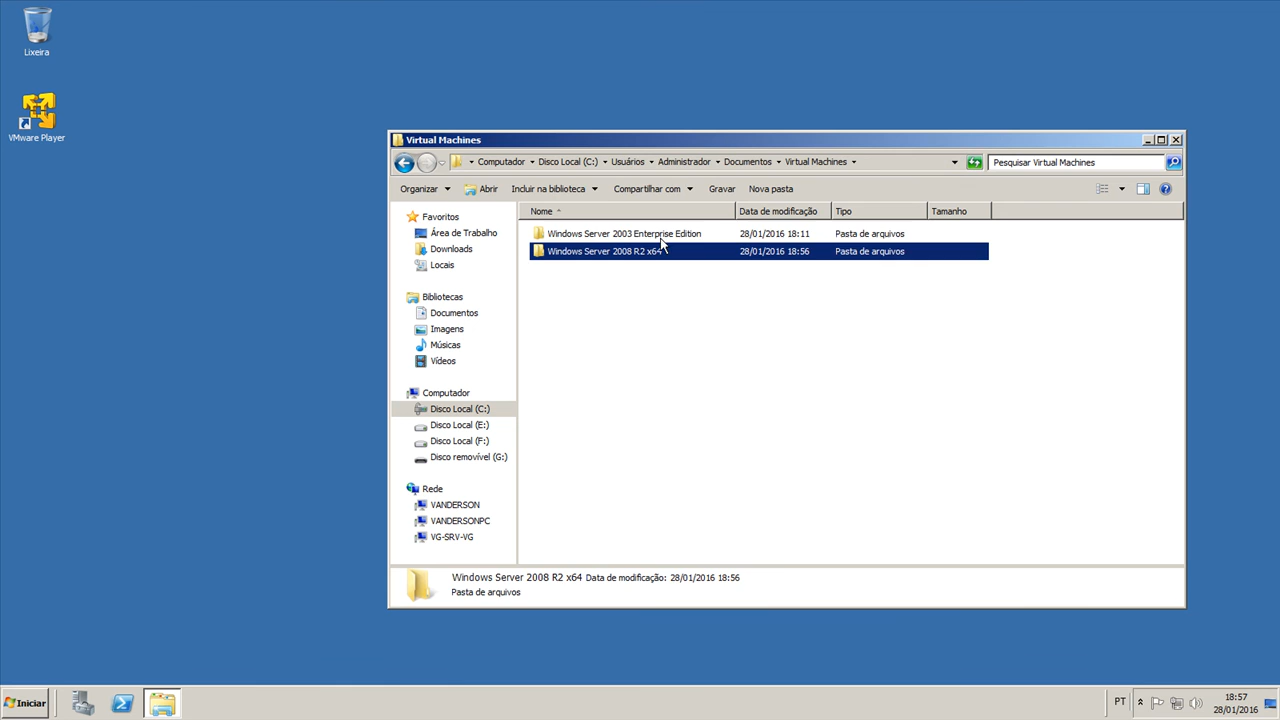 Lixeira
VMware Player
Virtual Machines
Computador Disco Local (C:) Usuários Administrador Documentos Virtual Machines Pesquisar Virtual Machines
Organizar Abrir Incluir na biblioteca Compartilhar com Gravar Nova pasta
Nome Data de modificação Tipo Tamanho
Windows Server 2003 Enterprise Edition 28/01/2016 18:11 Pasta de arquivos
Windows Server 2008 R2 x64 28/01/2016 18:56 Pasta de arquivos
Favoritos
Área de Trabalho
Downloads
Locais
Bibliotecas
Documentos
Imagens
Músicas
Vídeos
Computador
Disco Local (C:)
Disco Local (E:)
Disco Local (F:)
Disco removível (G:)
Rede
VANDERSON
VANDERSONPC
VG-SRV-VG
Windows Server 2008 R2 x64 Data de modificação: 28/01/2016 18:56
Pasta de arquivos
Iniciar
PT
18:57
28/01/2016